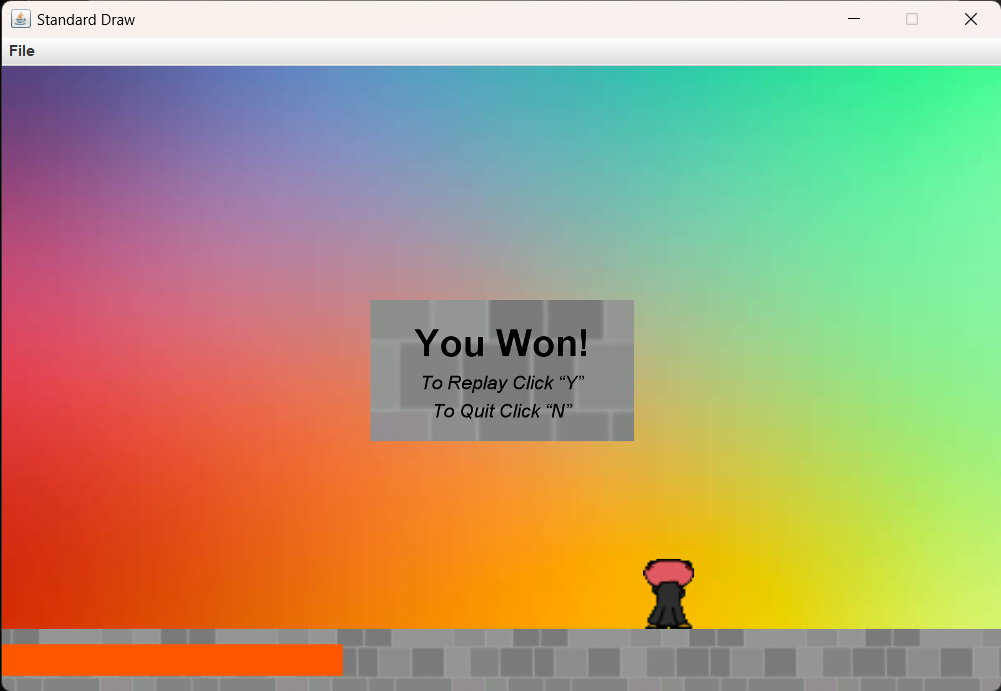 Standard Draw
File
You Won!
To Replay Click “Y”
To Quit Click “N”